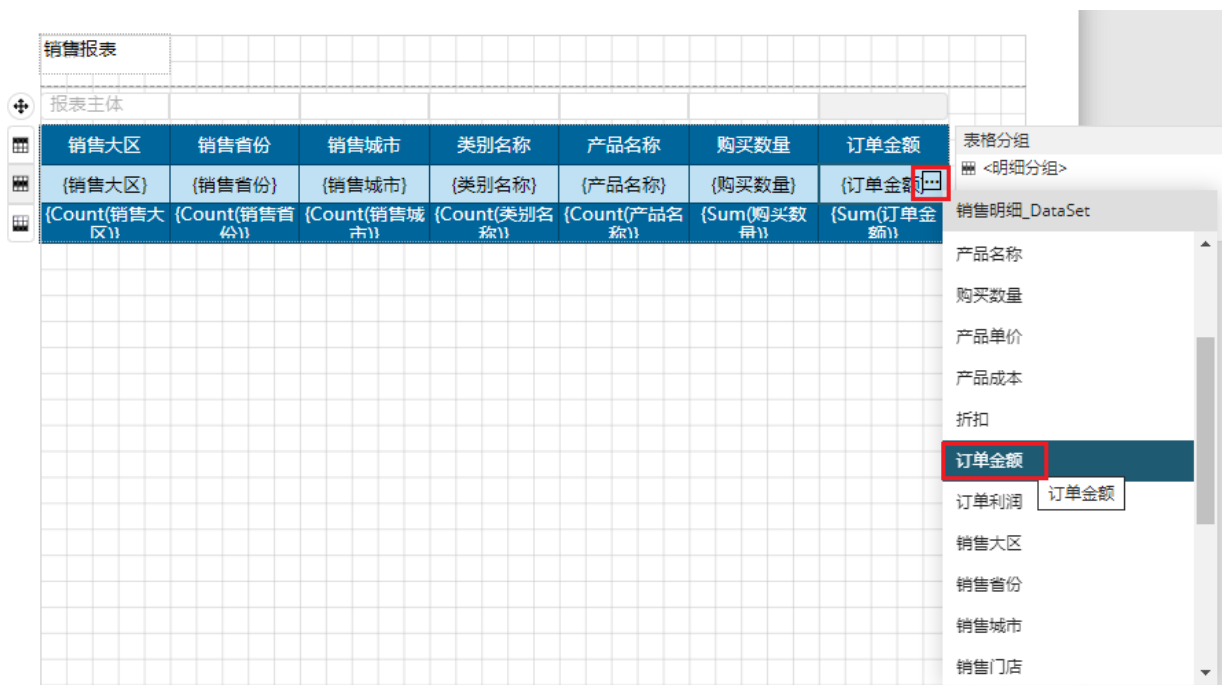 销售报表
报表主体
销售大区 销售省份 销售城市 类别名称 产品名称 购买数量 订单金额
{销售大区} {销售省份} {销售城市} {类别名称} {产品名称} {购买数量} {订单金额
{Count(销售大 {Count(销售省 {Count(销售城 {Count(类别名 {Count(产品名 {Sum(购买数 {Sum(订单金
区)} 份)} 市)} 称)} 称)} 量)} 额)}
表格分组
<明细分组>
销售明细_DataSet
产品名称
购买数量
产品单价
产品成本
折扣
订单金额
订单利润
订单金额
销售大区
销售省份
销售城市
销售门店